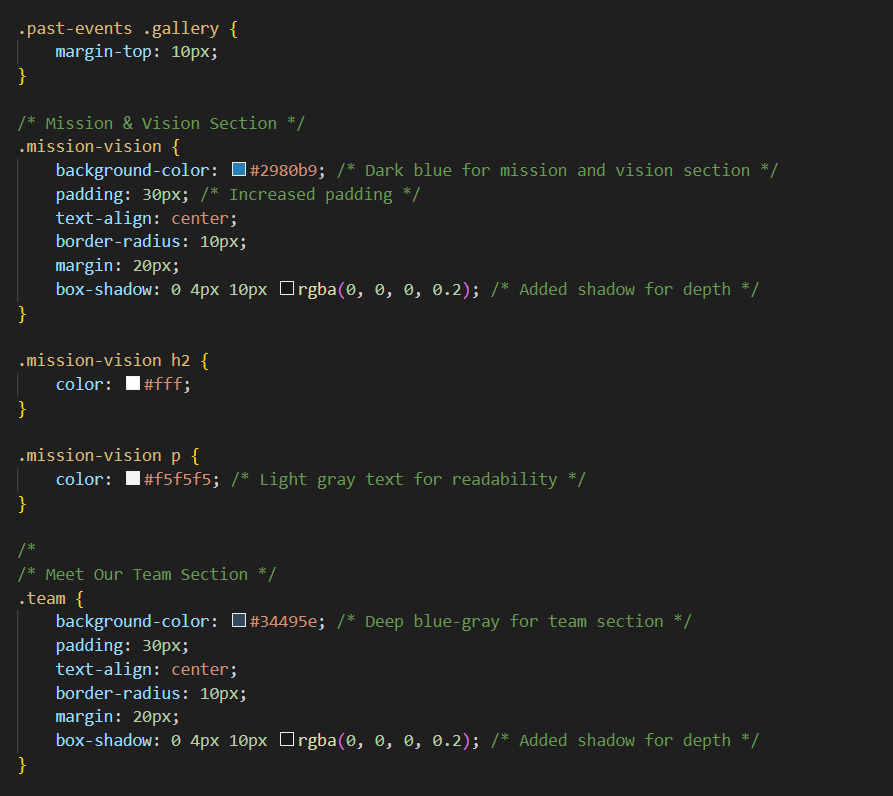 .past-events .gallery {
    margin-top: 10px;
}
/* Mission & Vision Section */
.mission-vision {
    background-color: #2980b9; /* Dark blue for mission and vision section */
    padding: 30px; /* Increased padding */
    text-align: center;
    border-radius: 10px;
    margin: 20px;
    box-shadow: 0 4px 10px rgba(0, 0, 0, 0.2); /* Added shadow for depth */
}
.mission-vision h2 {
    color: #fff;
}
.mission-vision p {
    color: #f5f5f5; /* Light gray text for readability */
}
/*
/* Meet Our Team Section */
.team {
    background-color: #34495e; /* Deep blue-gray for team section */
    padding: 30px;
    text-align: center;
    border-radius: 10px;
    margin: 20px;
    box-shadow: 0 4px 10px rgba(0, 0, 0, 0.2); /* Added shadow for depth */
}